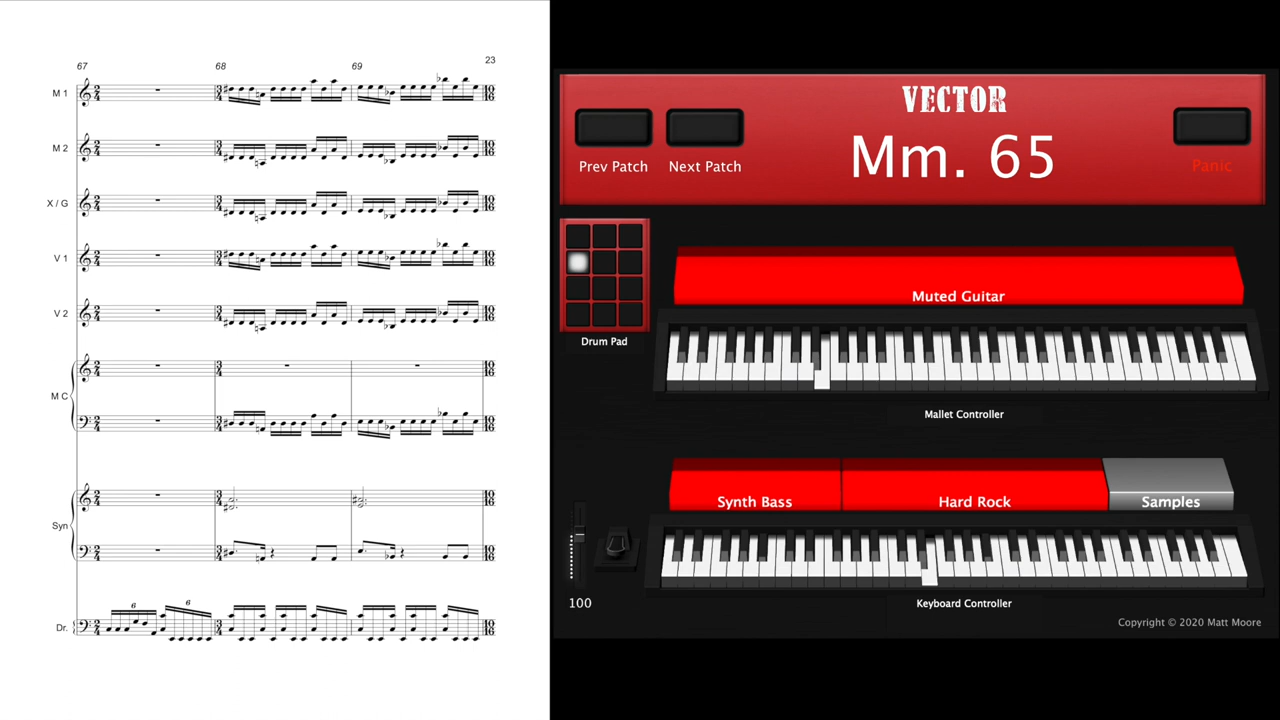 67
68
69
23
M 1
M 2
X / G
V 1
V 2
M C
Syn
Dr.
6
6
VECTOR
Mm. 65
Prev Patch
Next Patch
Panic
Drum Pad
Muted Guitar
Mallet Controller
Synth Bass
Hard Rock
Samples
100
Keyboard Controller
Copyright © 2020 Matt Moore